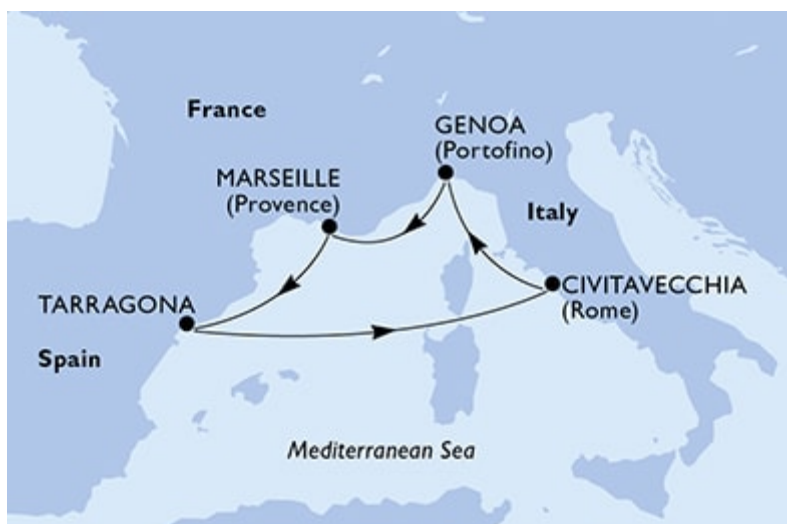 France
GENOA
(Portofino)
MARSEILLE
(Provence)
Italy
TARRAGONA
CIVITAVECCHIA
(Rome)
Spain
Mediterranean Sea